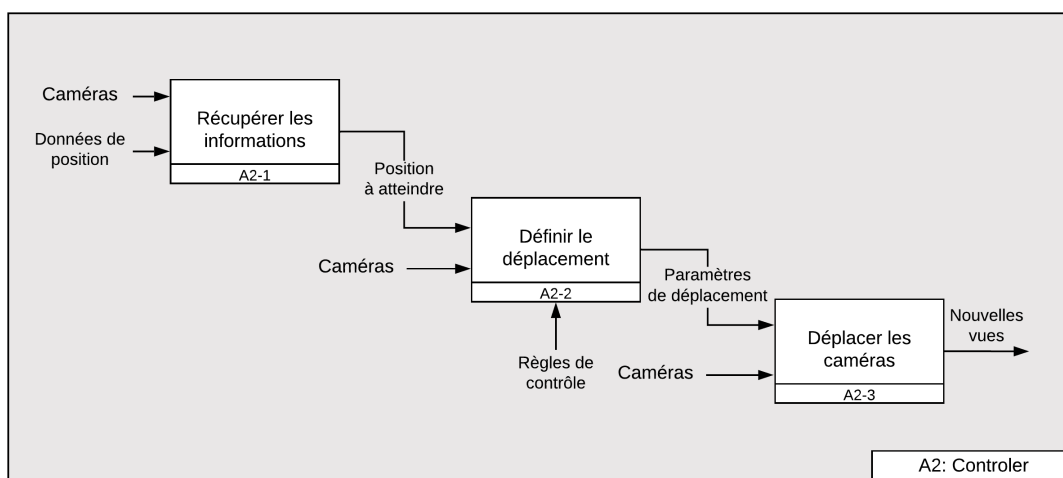 Caméras
Données de
position
Récupérer les
informations
A2-1
Position
à atteindre
Caméras
Définir le
déplacement
A2-2
Règles de
contrôle
Paramètres
de déplacement
Caméras
Déplacer les
caméras
A2-3
Nouvelles
vues
A2: Controler